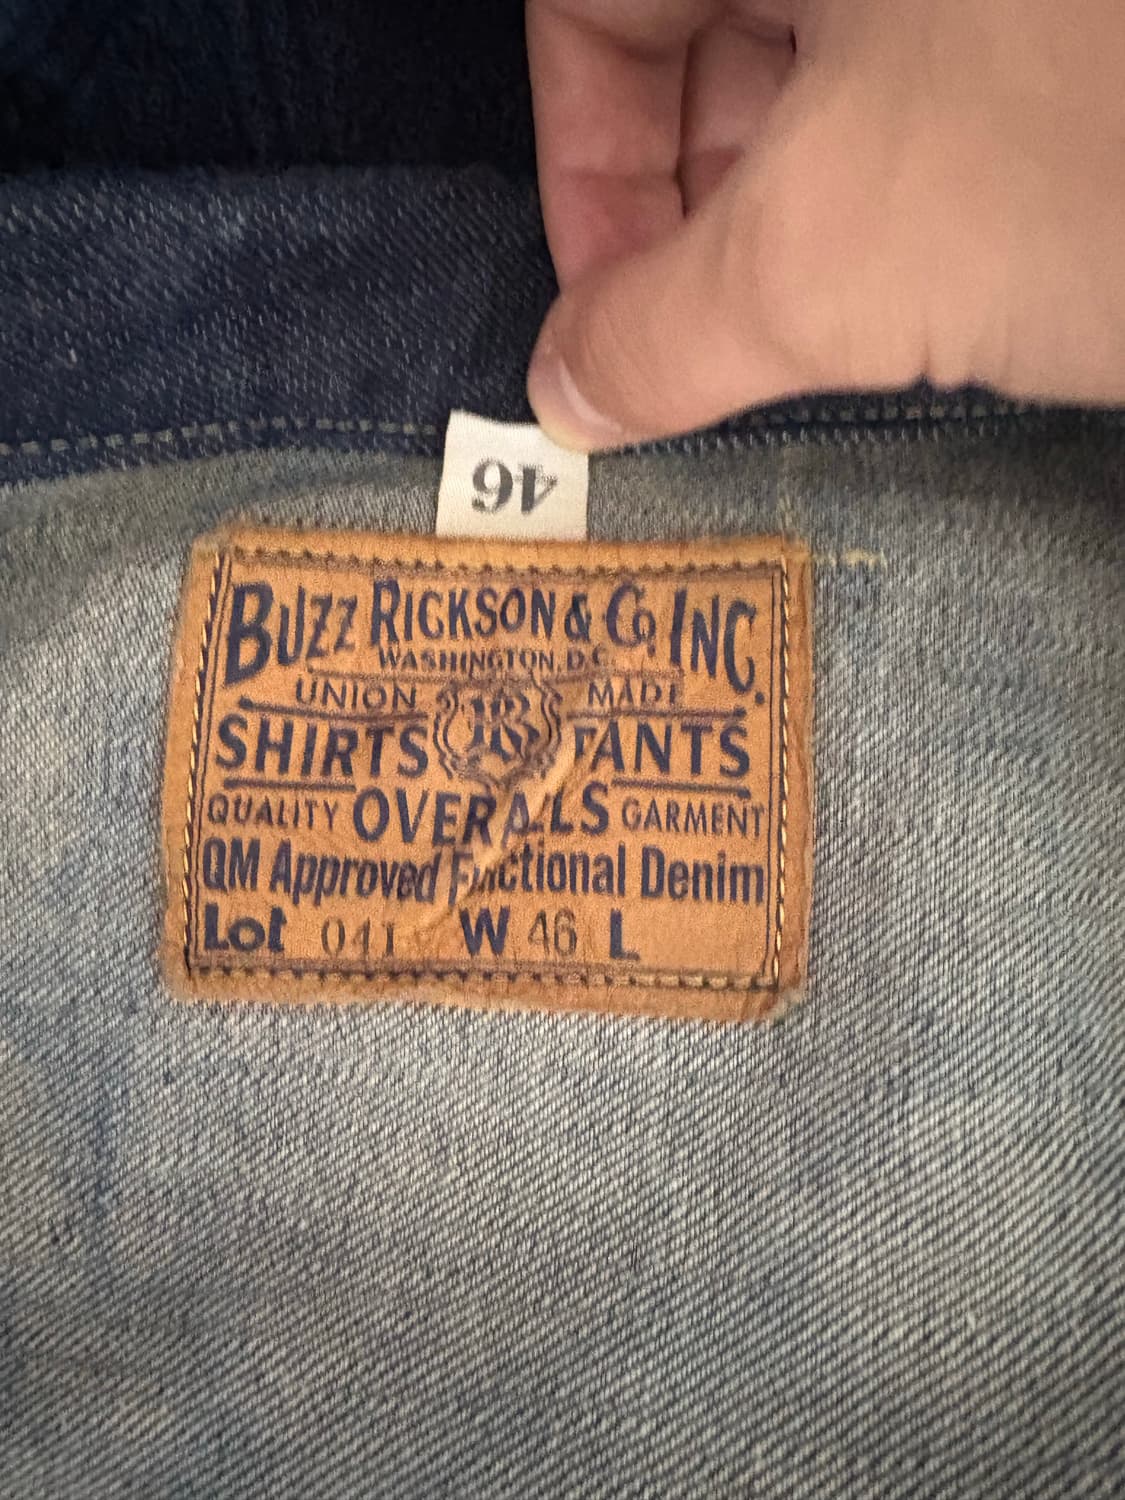 46
BUZZ RICKSON & Co. INC.
WASHINGTON, D.C.
UNION MADE
SHIRTS PANTS
QUALITY OVERALLS GARMENT
QM Approved Functional Denim
Lot 041 W 46 L